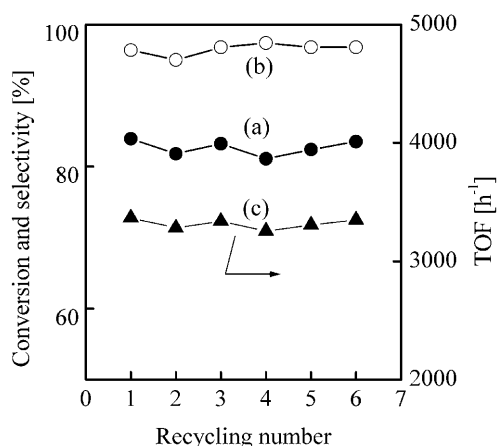 100
80
60
Conversion and selectivity [%]
5000
4000
3000
2000
TOF [h⁻¹]
(b)
(a)
(c)
0 1 2 3 4 5 6 7
Recycling number